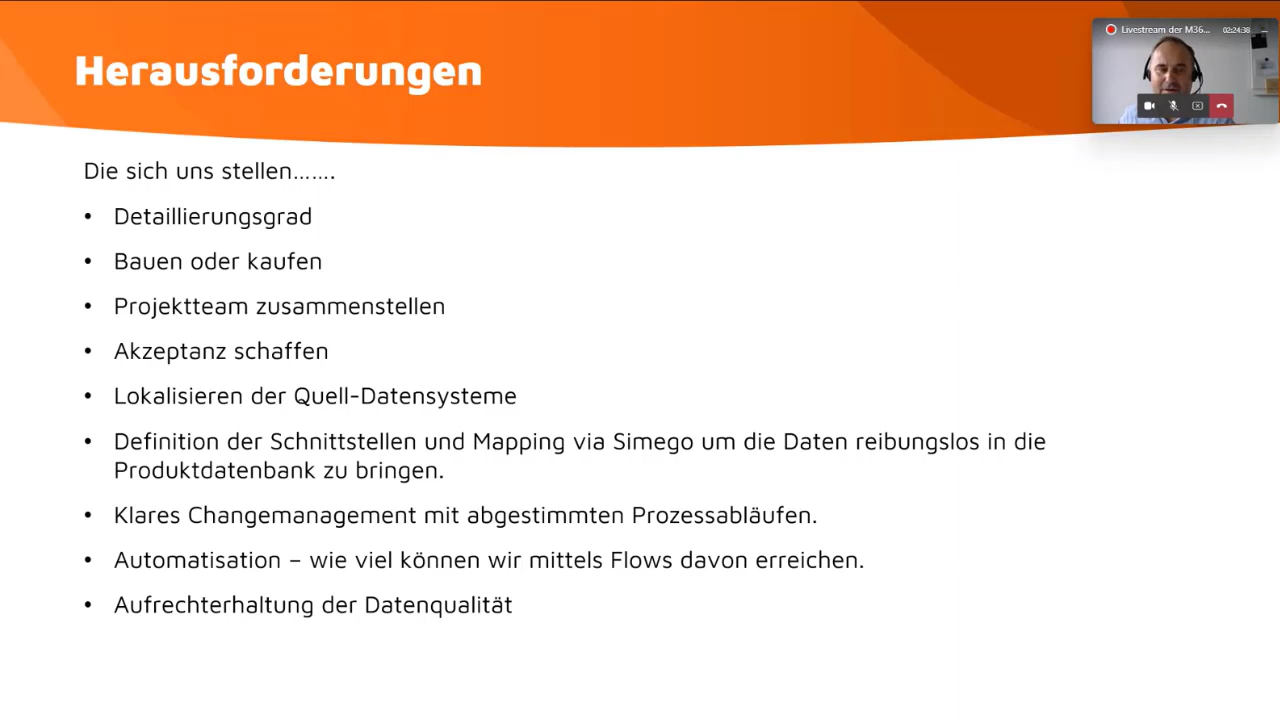 Herausforderungen
Livestream der M36...
02:24:38
Die sich uns stellen.......
• Detaillierungsgrad
• Bauen oder kaufen
• Projektteam zusammenstellen
• Akzeptanz schaffen
• Lokalisieren der Quell-Datensysteme
• Definition der Schnittstellen und Mapping via Simego um die Daten reibungslos in die
Produktdatenbank zu bringen.
• Klares Changemanagement mit abgestimmten Prozessabläufen.
• Automatisation – wie viel können wir mittels Flows davon erreichen.
• Aufrechterhaltung der Datenqualität